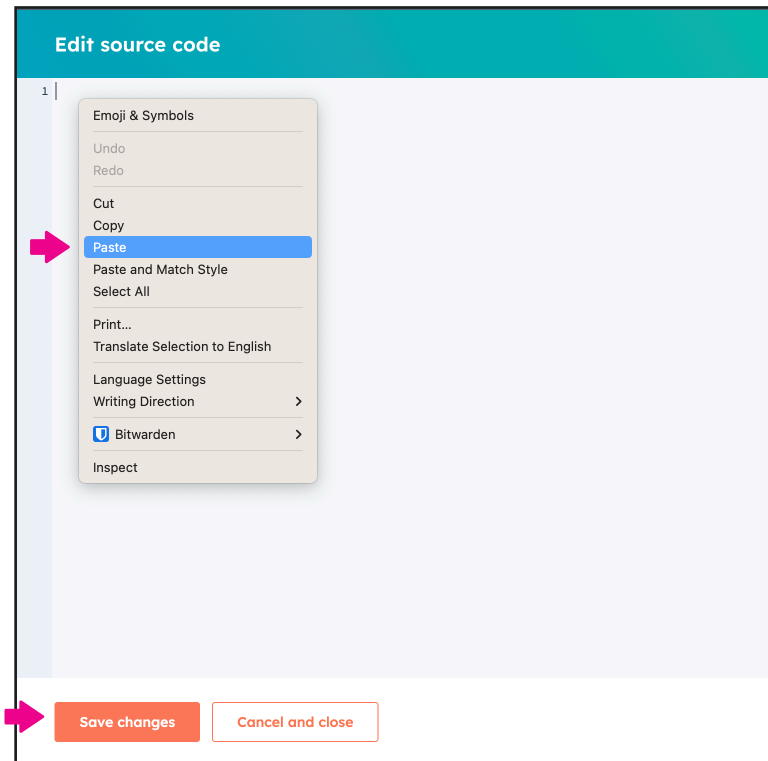 Edit source code
1
Emoji & Symbols
Undo
Redo
Cut
Copy
Paste
Paste and Match Style
Select All
Print...
Translate Selection to English
Language Settings
Writing Direction
Bitwarden
Inspect
Save changes
Cancel and close